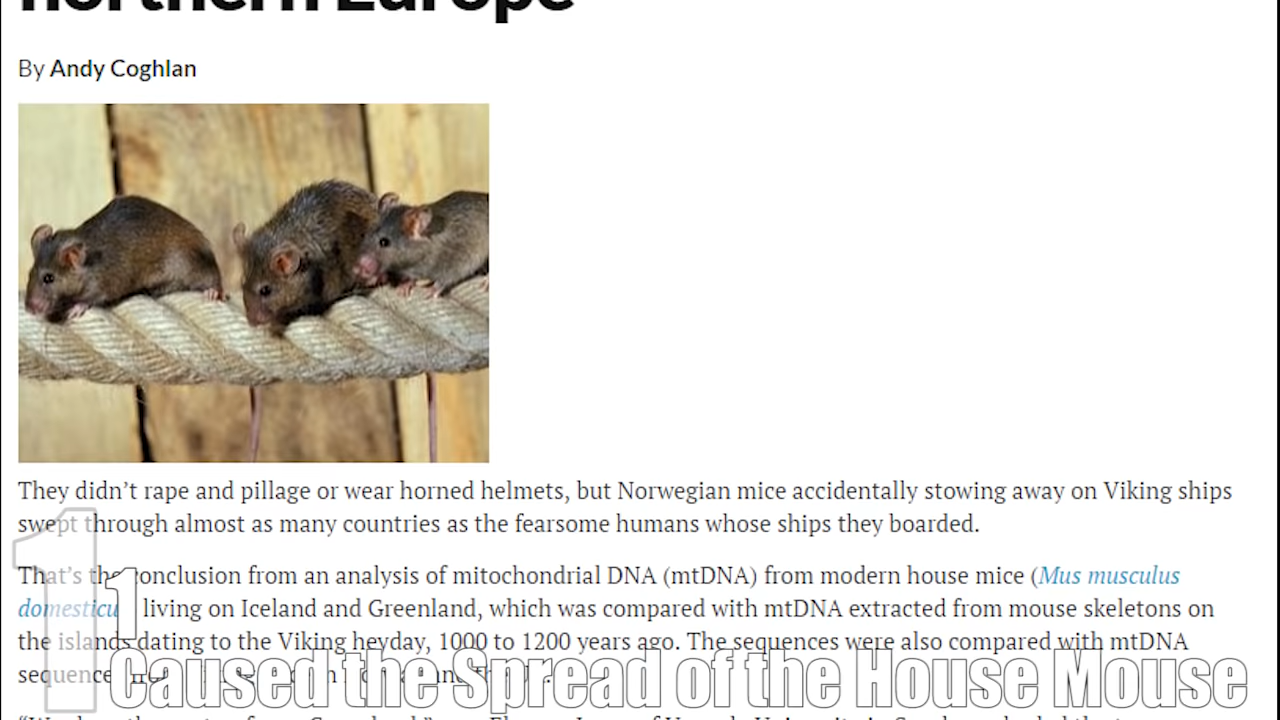 northern Europe
By Andy Coghlan
They didn't rape and pillage or wear horned helmets, but Norwegian mice accidentally stowing away on Viking ships
swept through almost as many countries as the fearsome humans whose ships they boarded.
That's the conclusion from an analysis of mitochondrial DNA (mtDNA) from modern house mice (Mus musculus
domesticus living on Iceland and Greenland, which was compared with mtDNA extracted from mouse skeletons on
the islands dating to the Viking heyday, 1000 to 1200 years ago. The sequences were also compared with mtDNA
1
1
Caused the Spread of the House Mouse